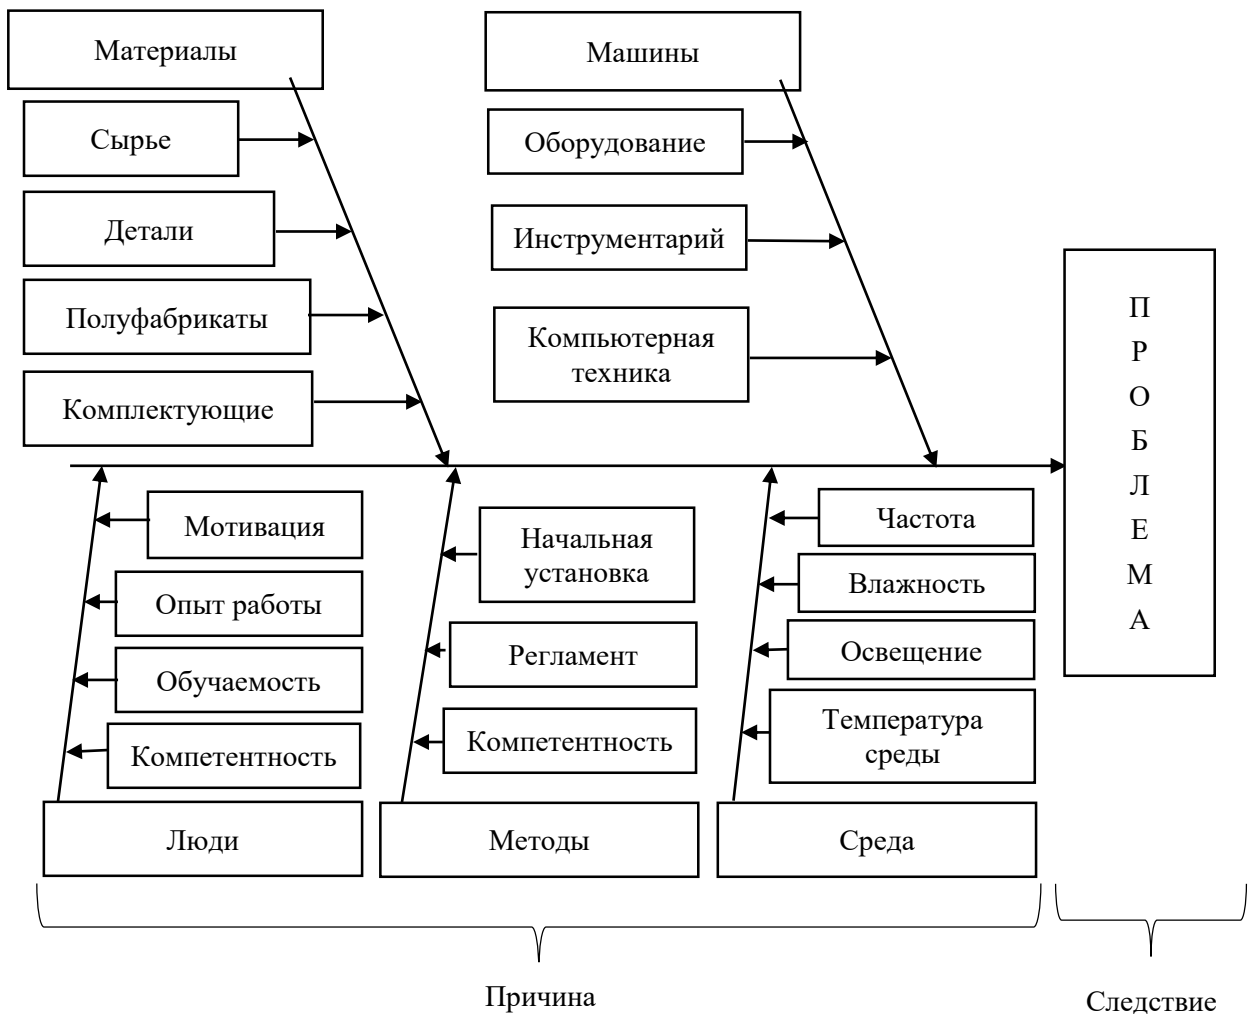 Материалы
Сырье
Детали
Полуфабрикаты
Комплектующие
Машины
Оборудование
Инструментарий
Компьютерная
техника
П
Р
О
Б
Л
Е
М
А
Мотивация
Опыт работы
Обучаемость
Компетентность
Люди
Начальная
установка
Регламент
Компетентность
Методы
Частота
Влажность
Освещение
Температура
среды
Среда
Причина
Следствие